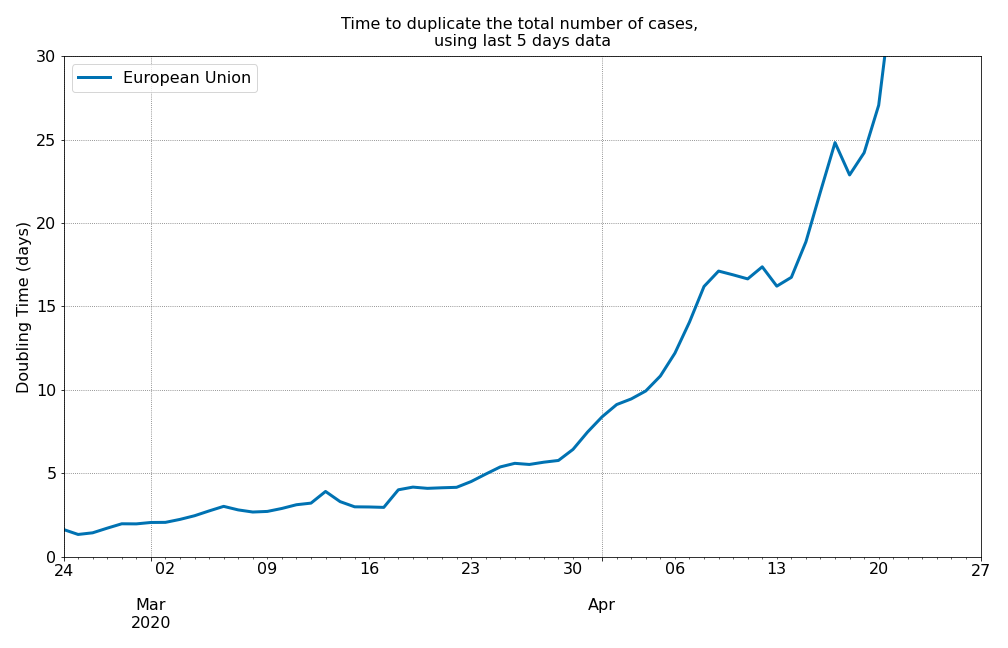 Time to duplicate the total number of cases,
using last 5 days data
European Union
Doubling Time (days)
30
25
20
15
10
5
0
24 02 09 16 23 30 06 13 20 27
Mar Apr
2020